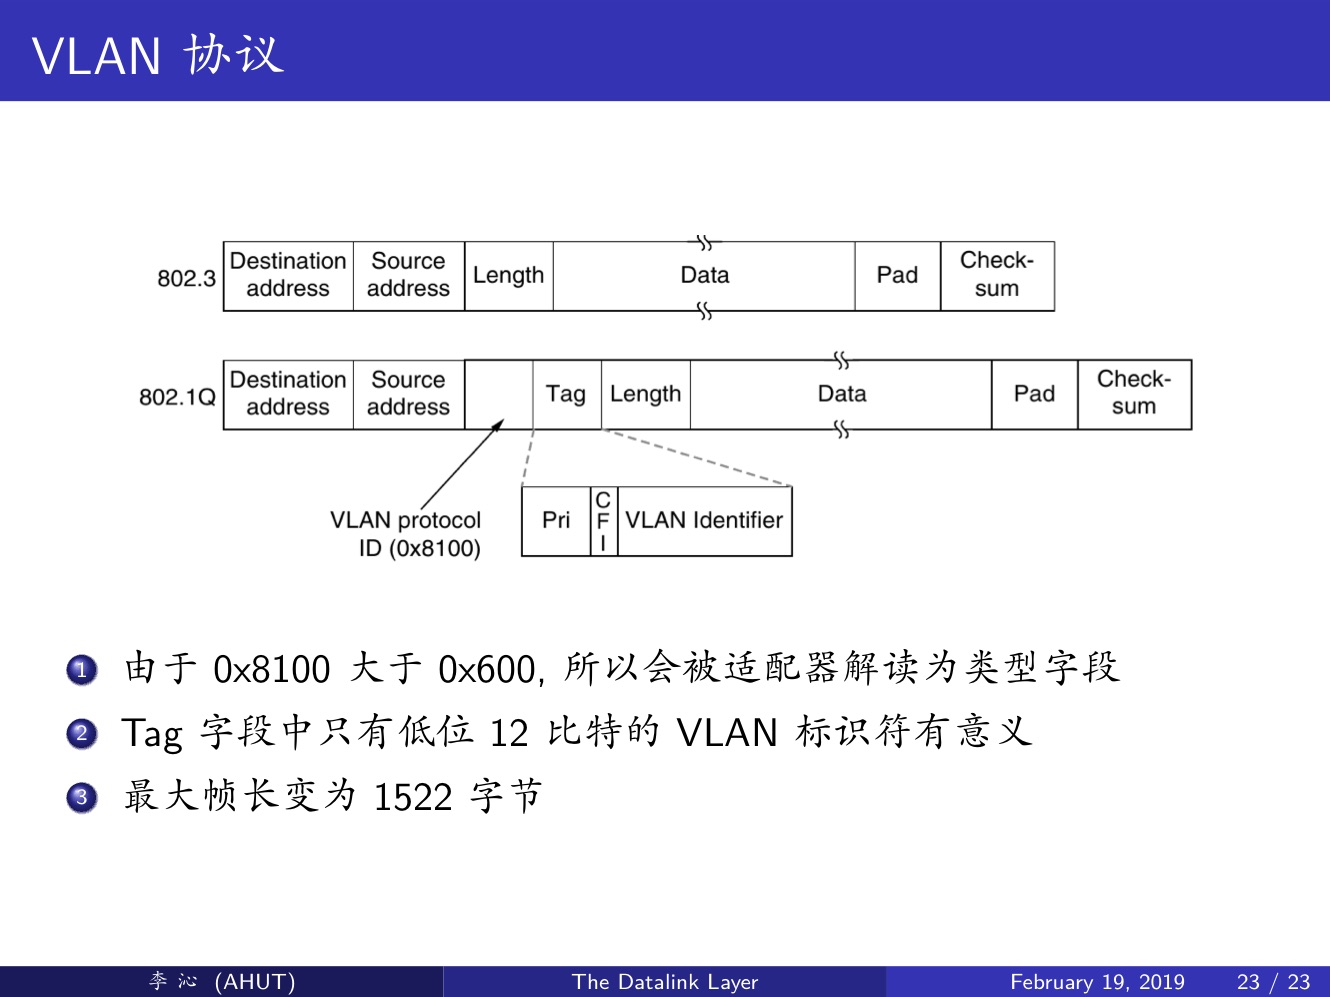 VLAN 协议
802.3
Destination
address
Source
address
Length
Data
Pad
Check-
sum
802.1Q
Destination
address
Source
address
Tag
Length
Data
Pad
Check-
sum
VLAN protocol
ID (0x8100)
Pri
C
F
I
VLAN Identifier
1 由于 0x8100 大于 0x600, 所以会被适配器解读为类型字段
2 Tag 字段中只有低位 12 比特的 VLAN 标识符有意义
3 最大帧长变为 1522 字节
李 沁 (AHUT)
The Datalink Layer
February 19, 2019
23 / 23